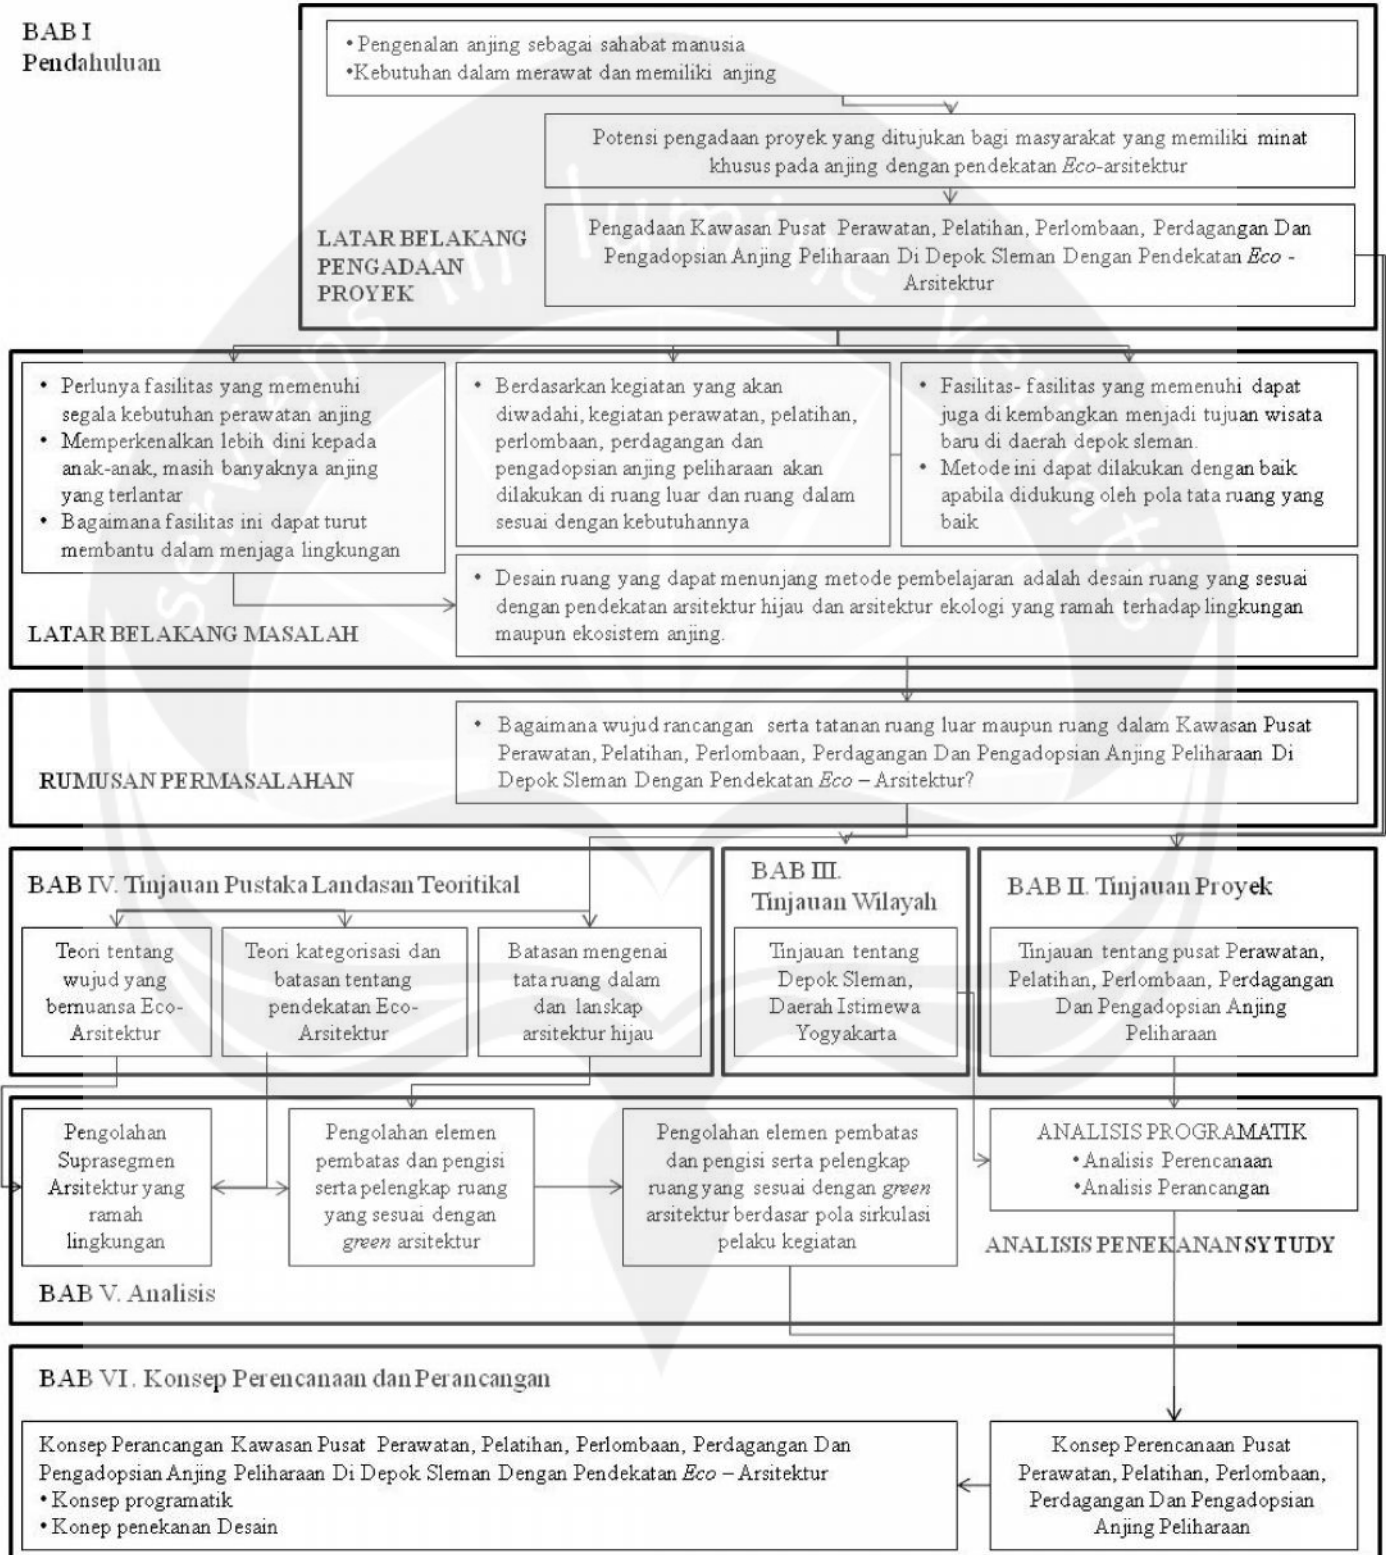 BAB I
Pendahuluan
• Pengenalan anjing sebagai sahabat manusia
•Kebutuhan dalam merawat dan memiliki anjing
Potensi pengadaan proyek yang ditujukan bagi masyarakat yang memiliki minat
khusus pada anjing dengan pendekatan Eco-arsitektur
LATAR BELAKANG
PENGADAAN
PROYEK
Pengadaan Kawasan Pusat Perawatan, Pelatihan, Perlombaan, Perdagangan Dan
Pengadopsian Anjing Peliharaan Di Depok Sleman Dengan Pendekatan Eco -
Arsitektur
• Perlunya fasilitas yang memenuhi
segala kebutuhan perawatan anjing
• Memperkenalkan lebih dini kepada
anak-anak, masih banyaknya anjing
yang terlantar
• Bagaimana fasilitas ini dapat turut
membantu dalam menjaga lingkungan
• Berdasarkan kegiatan yang akan
diwadahi, kegiatan perawatan, pelatihan,
perlombaan, perdagangan dan
pengadopsian anjing peliharaan akan
dilakukan di ruang luar dan ruang dalam
sesuai dengan kebutuhannya
• Fasilitas- fasilitas yang memenuhi dapat
juga di kembangkan menjadi tujuan wisata
baru di daerah depok sleman.
• Metode ini dapat dilakukan dengan baik
apabila didukung oleh pola tata ruang yang
baik
• Desain ruang yang dapat menunjang metode pembelajaran adalah desain ruang yang sesuai
dengan pendekatan arsitektur hijau dan arsitektur ekologi yang ramah terhadap lingkungan
maupun ekosistem anjing.
LATAR BELAKANG MASALAH
RUMUSAN PERMASALAHAN
• Bagaimana wujud rancangan serta tatanan ruang luar maupun ruang dalam Kawasan Pusat
Perawatan, Pelatihan, Perlombaan, Perdagangan Dan Pengadopsian Anjing Peliharaan Di
Depok Sleman Dengan Pendekatan Eco – Arsitektur?
BAB IV. Tinjauan Pustaka Landasan Teoritikal
Teori tentang
wujud yang
bernuansa Eco-
Arsitektur
Teori kategorisasi dan
batasan tentang
pendekatan Eco-
Arsitektur
Batasan mengenai
tata ruang dalam
dan lanskap
arsitektur hijau
BAB III.
Tinjauan Wilayah
Tinjauan tentang
Depok Sleman,
Daerah Istimewa
Yogyakarta
BAB II. Tinjauan Proyek
Tinjauan tentang pusat Perawatan,
Pelatihan, Perlombaan, Perdagangan
Dan Pengadopsian Anjing
Peliharaan
Pengolahan
Suprasegmen
Arsitektur yang
ramah
lingkungan
Pengolahan elemen
pembatas dan pengisi
serta pelengkap ruang
yang sesuai dengan
green arsitektur
Pengolahan elemen pembatas
dan pengisi serta pelengkap
ruang yang sesuai dengan green
arsitektur berdasar pola sirkulasi
pelaku kegiatan
ANALISIS PROGRAMATIK
• Analisis Perencanaan
•Analisis Perancangan
ANALISIS PENEKANAN SYTUDY
BAB V. Analisis
BAB VI. Konsep Perencanaan dan Perancangan
Konsep Perancangan Kawasan Pusat Perawatan, Pelatihan, Perlombaan, Perdagangan Dan
Pengadopsian Anjing Peliharaan Di Depok Sleman Dengan Pendekatan Eco – Arsitektur
• Konsep programatik
• Konep penekanan Desain
Konsep Perencanaan Pusat
Perawatan, Pelatihan, Perlombaan,
Perdagangan Dan Pengadopsian
Anjing Peliharaan
serviens in lumine veritatis